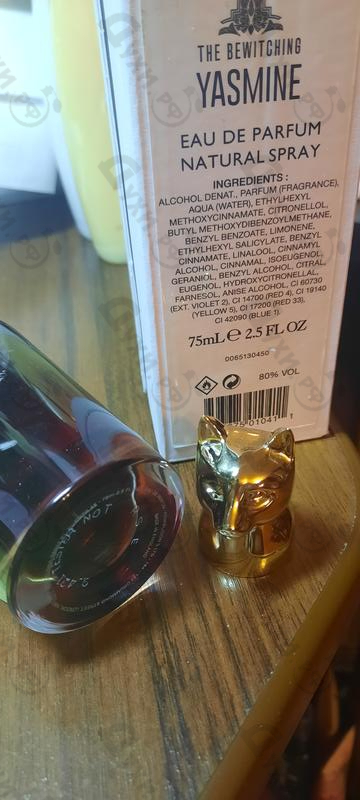 THE BEWITCHING
YASMINE
EAU DE PARFUM
NATURAL SPRAY
INGREDIENTS :
ALCOHOL DENAT., PARFUM (FRAGRANCE),
AQUA (WATER), ETHYLHEXYL
METHOXYCINNAMATE, CITRONELLOL,
BUTYL METHOXYDIBENZOYLMETHANE,
BENZYL BENZOATE, LIMONENE,
ETHYLHEXYL SALICYLATE, BENZYL
CINNAMATE, LINALOOL, CINNAMYL
ALCOHOL, CINNAMAL, ISOEUGENOL,
GERANIOL, BENZYL ALCOHOL, CITRAL,
EUGENOL, HYDROXYCITRONELLAL,
FARNESOL, ANISE ALCOHOL, CI 60730
(EXT. VIOLET 2), CI 14700 (RED 4), CI 19140
(YELLOW 5), CI 17200 (RED 33),
CI 42090 (BLUE 1).
75mL e 2.5 FL OZ
0065130450
80% VOL